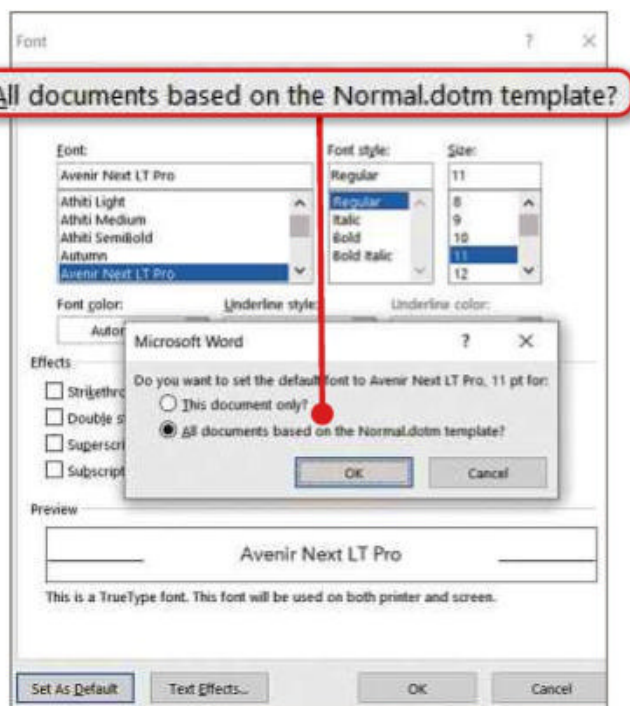 Font ? ×
All documents based on the Normal.dotm template?
Font: Font style: Size:
Avenir Next LT Pro Regular 11
Athiti Light Regular 8
Athiti Medium Italic 9
Athiti SemiBold Bold 10
Autumn Bold Italic 11
Avenir Next LT Pro 12
Font color: Underline style: Underline color:
Autor
Microsoft Word ? ×
Effects
Do you want to set the default font to Avenir Next LT Pro, 11 pt for:
Strikethro This document only?
Double s
All documents based on the Normal.dotm template?
Superscri
Subscript OK Cancel
Preview
Avenir Next LT Pro
This is a TrueType font. This font will be used on both printer and screen.
Set As Default Text Effects... OK Cancel